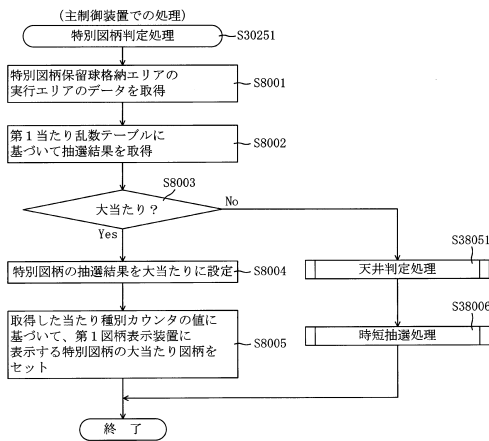 (主制御装置での処理)
特別図柄判定処理
S30251
特別図柄保留球格納エリアの
実行エリアのデータを取得
S8001
第1当たり乱数テーブルに
基づいて抽選結果を取得
S8002
S8003
大当たり？
No
Yes
特別図柄の抽選結果を大当たりに設定
S8004
取得した当たり種別カウンタの値に
基づいて、第1図柄表示装置に
表示する特別図柄の大当たり図柄を
セット
S8005
S38051
天井判定処理
S38006
時短抽選処理
終 了